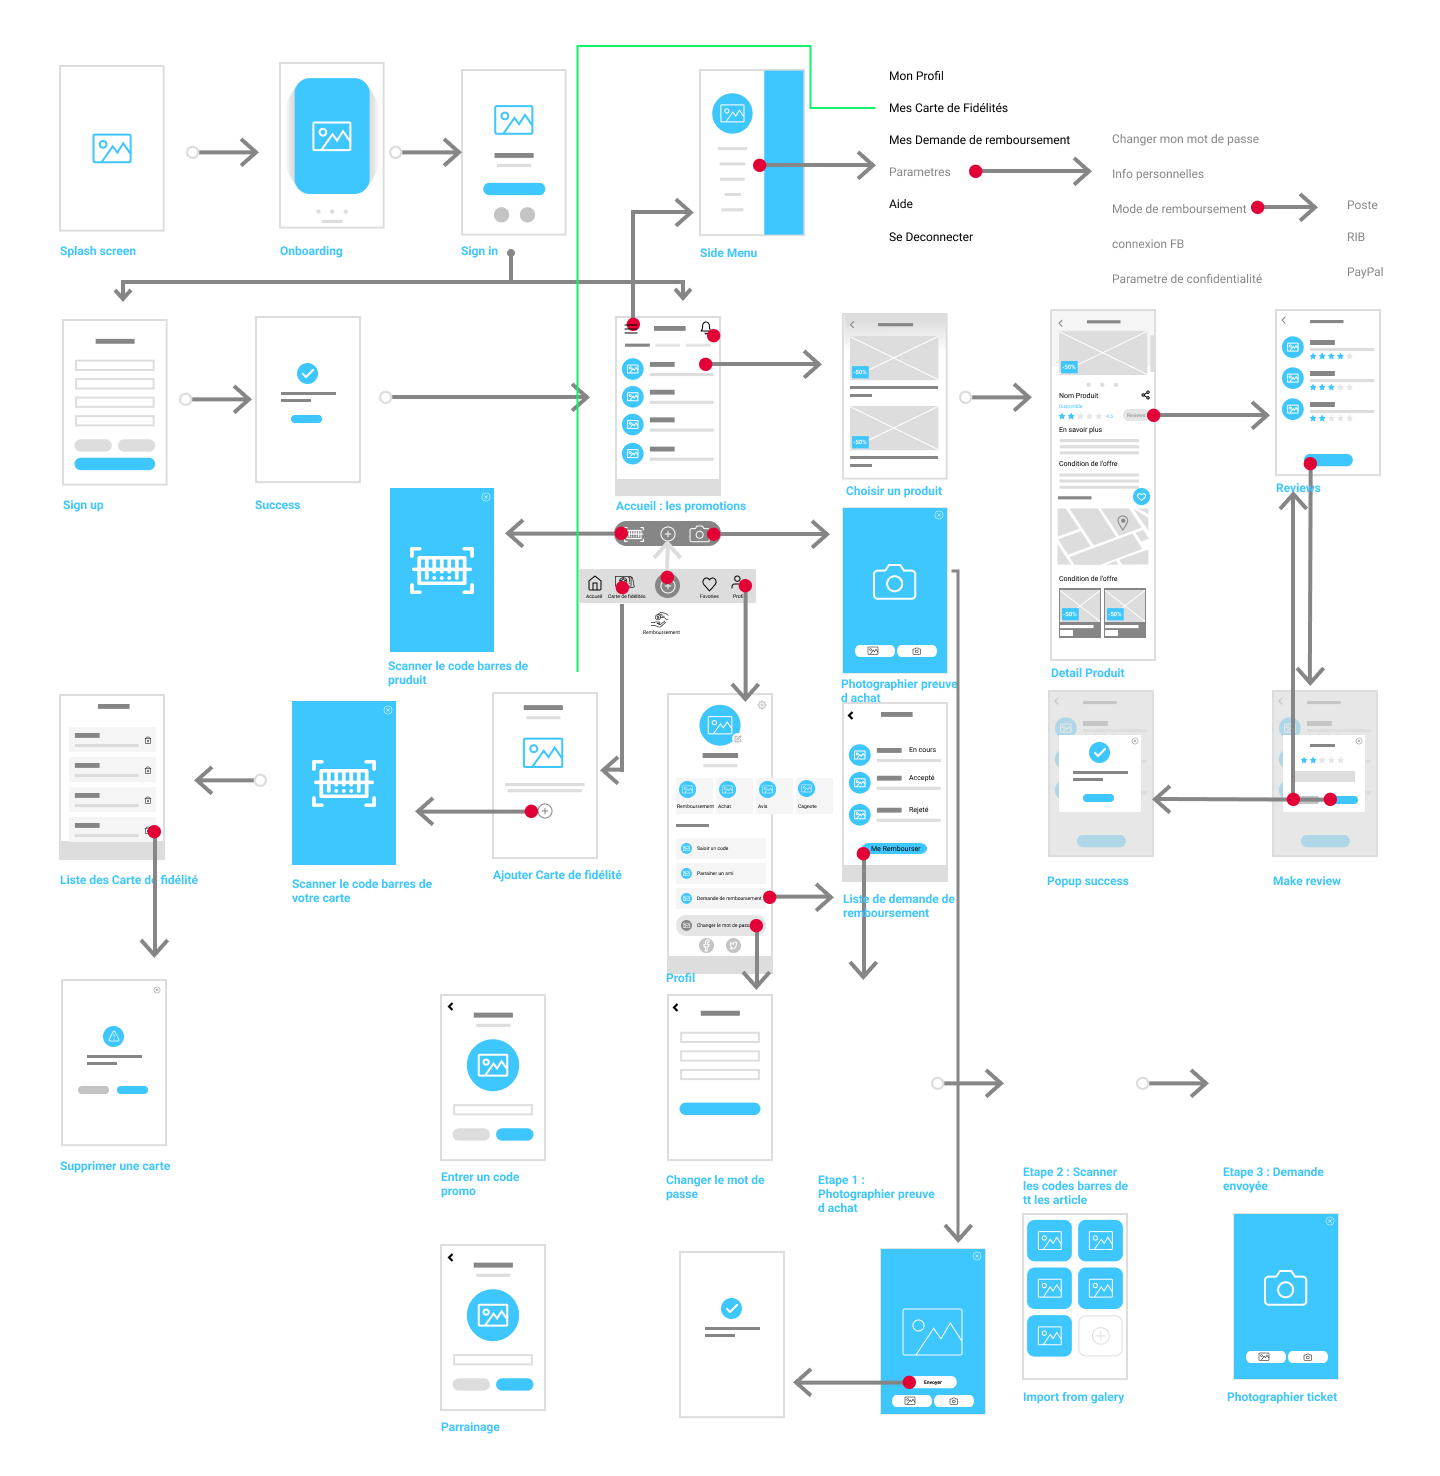 Mon Profil
Mes Carte de Fidélités
Mes Demande de remboursement
Parametres
Aide
Se Deconnecter
Changer mon mot de passe
Info personnelles
Mode de remboursement
connexion FB
Parametre de confidentialité
Poste
RIB
PayPal
Splash screen
Onboarding
Sign in
Side Menu
-50%
-50%
-50%
Nom Produit
Disponible
4.5
Reviews
En savoir plus
Condition de l'offre
Condition de l'offre
-50%
-50%
Sign up
Success
Accueil : les promotions
Choisir un produit
Reviews
Accueil
Carte de fidélités
Favories
Profil
Remboursement
Scanner le code barres de
pruduit
Photographier preuve
d achat
Detail Produit
En cours
Accepté
Rejeté
Me Rembourser
Remboursement
Achat
Avis
Cagnote
Saisir un code
Parrainer un ami
Demande de remboursement
Changer le mot de passe
Liste des Carte de fidélité
Scanner le code barres de
votre carte
Ajouter Carte de fidélité
Liste de demande de
remboursement
Popup success
Make review
Profil
Supprimer une carte
Entrer un code
promo
Changer le mot de
passe
Etape 1 :
Photographier preuve
d achat
Etape 2 : Scanner
les codes barres de
tt les article
Etape 3 : Demande
envoyée
Envoyer
Parrainage
Import from galery
Photographier ticket